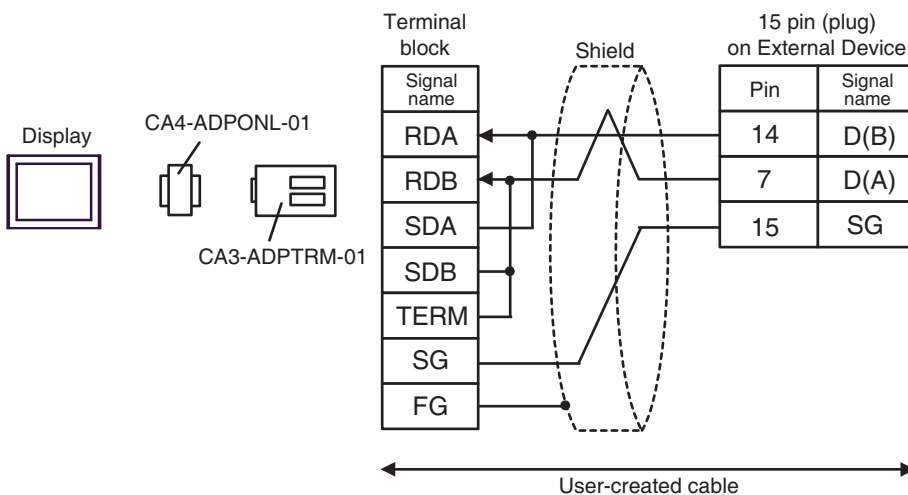 Terminal
block
Shield
15 pin (plug)
on External Device
Signal
name
Pin
Signal
name
Display
CA4-ADPONL-01
CA3-ADPTRM-01
RDA
14
D(B)
RDB
7
D(A)
SDA
15
SG
SDB
TERM
SG
FG
User-created cable